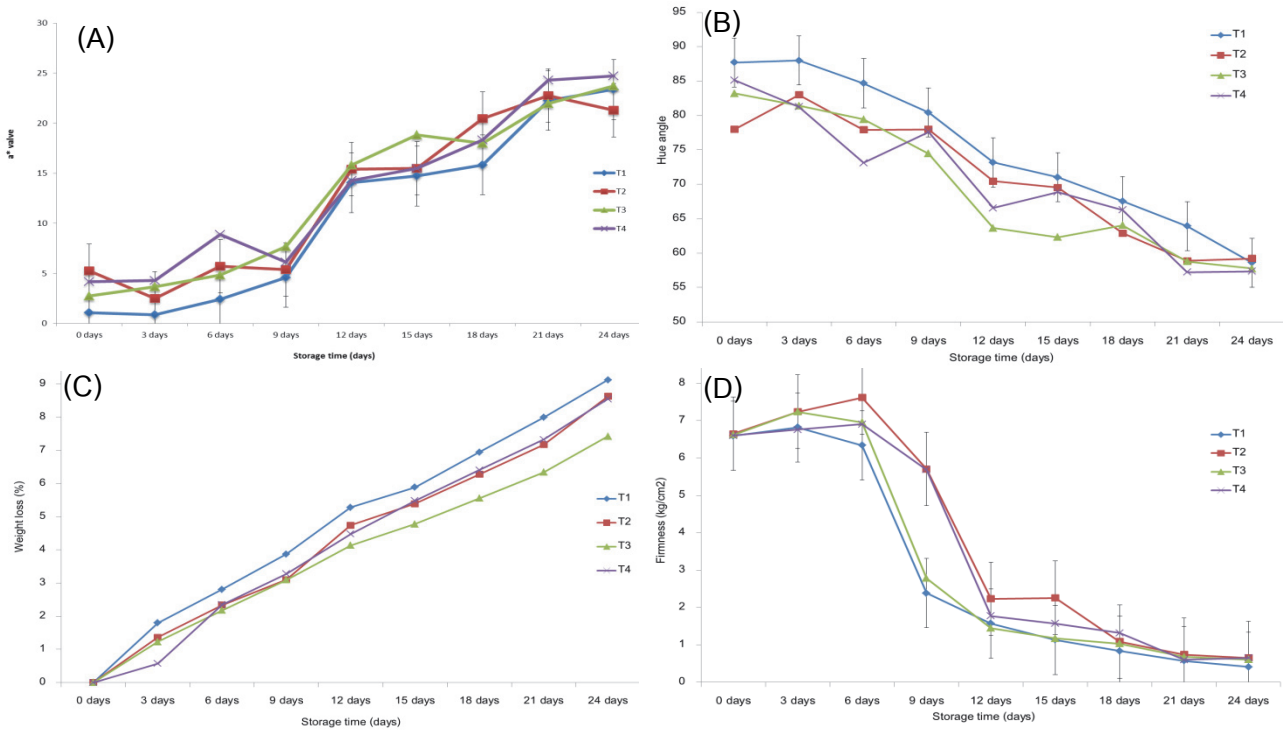 (A)
30
25
20
15
10
5
0
a* valve
0 days 3 days 6 days 9 days 12 days 15 days 18 days 21 days 24 days
Storage time (days)
T1
T2
T3
T4
(B)
95
90
85
80
75
70
65
60
55
50
Hue angle
0 days 3 days 6 days 9 days 12 days 15 days 18 days 21 days 24 days
Storage time (days)
T1
T2
T3
T4
(C)
9
8
7
6
5
4
3
2
1
0
Weight loss (%)
0 days 3 days 6 days 9 days 12 days 15 days 18 days 21 days 24 days
Storage time (days)
T1
T2
T3
T4
(D)
8
7
6
5
4
3
2
1
0
Firmness (kg/cm2)
0 days 3 days 6 days 9 days 12 days 15 days 18 days 21 days 24 days
Storage time (days)
T1
T2
T3
T4